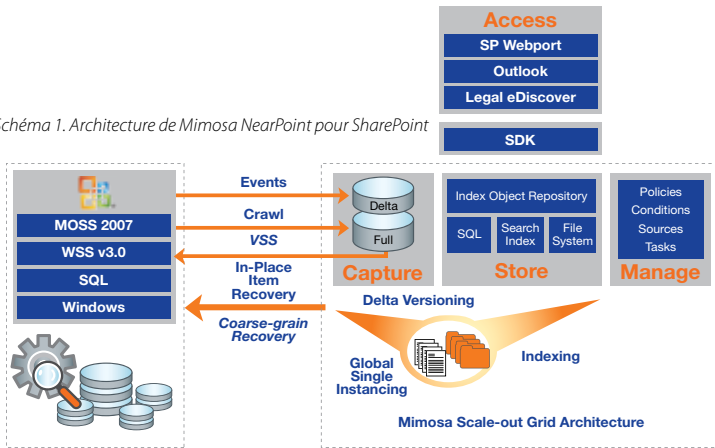 Access
SP Webport
Outlook
Legal eDiscover
SDK
Schéma 1. Architecture de Mimosa NearPoint pour SharePoint
MOSS 2007
WSS v3.0
SQL
Windows
Events
Crawl
VSS
In-Place
Item
Recovery
Coarse-grain
Recovery
Delta
Full
Capture
Index Object Repository
SQL
Search
Index
File
System
Store
Policies
Conditions
Sources
Tasks
Manage
Delta Versioning
Indexing
Global
Single
Instancing
Mimosa Scale-out Grid Architecture